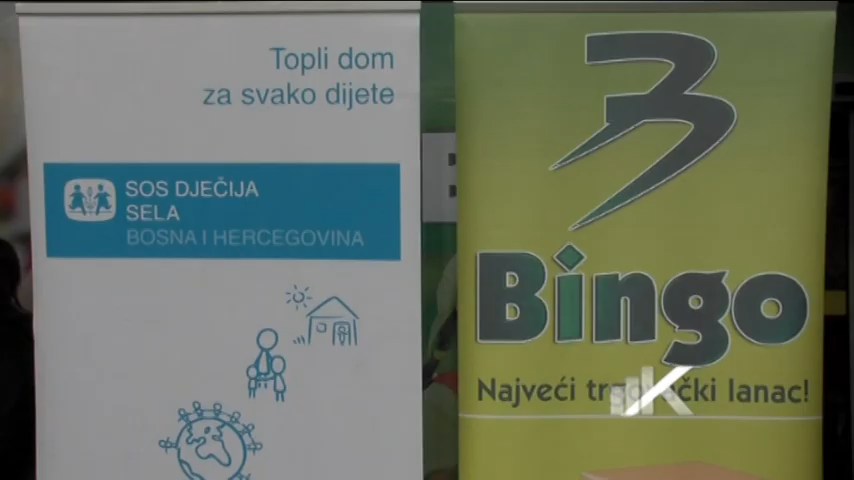 Topli dom
za svako dijete
SOS DJEČIJA
SELA
BOSNA I HERCEGOVINA
Bingo
Najveći lanac!